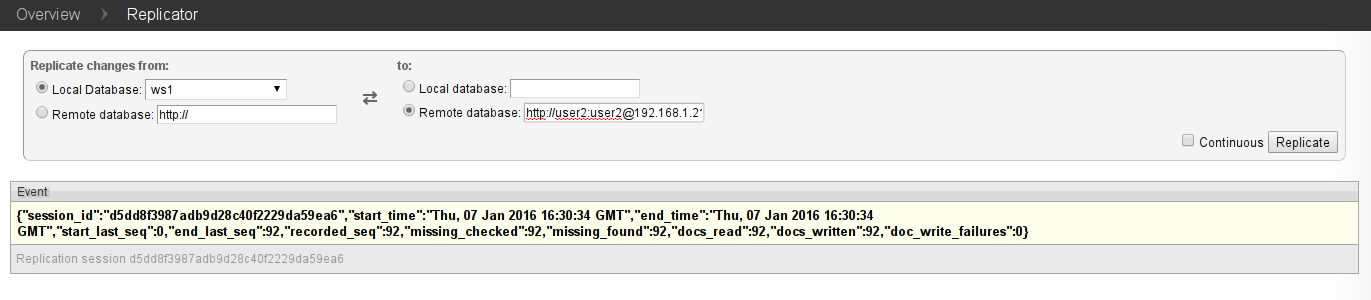 Overview Replicator
Replicate changes from: to:
Local Database: ws1 Local database:
Remote database: http:// Remote database: http://user2:user2@192.168.1.21
Continuous Replicate
Event
{"session_id":"d5dd8f3987adb9d28c40f2229da59ea6","start_time":"Thu, 07 Jan 2016 16:30:34 GMT","end_time":"Thu, 07 Jan 2016 16:30:34
GMT","start_last_seq":0,"end_last_seq":92,"recorded_seq":92,"missing_checked":92,"missing_found":92,"docs_read":92,"docs_written":92,"doc_write_failures":0}
Replication session d5dd8f3987adb9d28c40f2229da59ea6